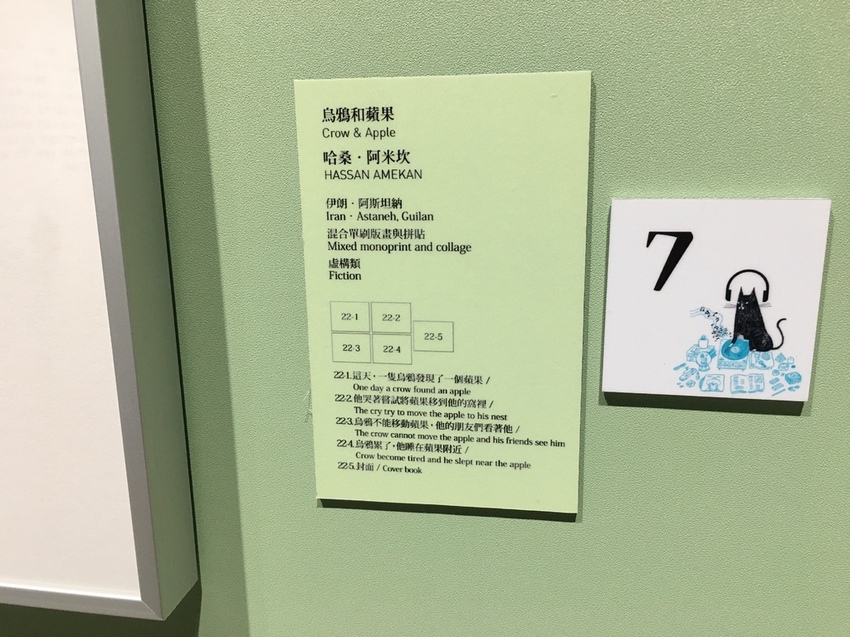 烏鴉和蘋果
Crow & Apple
哈桑・阿米坎
HASSAN AMEKAN
伊朗・阿斯坦納
Iran・Astaneh, Guilan
混合單刷版畫與拼貼
Mixed monoprint and collage
虛構類
Fiction
22-1 22-2
22-5
22-3 22-4
22-1.這天，一隻烏鴉發現了一個蘋果 /
One day a crow found an apple
22-2.他哭著嘗試將蘋果移到他的窩裡 /
The cry try to move the apple to his nest
22-3.烏鴉不能移動蘋果，他的朋友們看著他 /
The crow cannot move the apple and his friends see him
22-4.烏鴉累了，他睡在蘋果附近 /
Crow become tired and he slept near the apple
22-5.封面 / Cover book
7